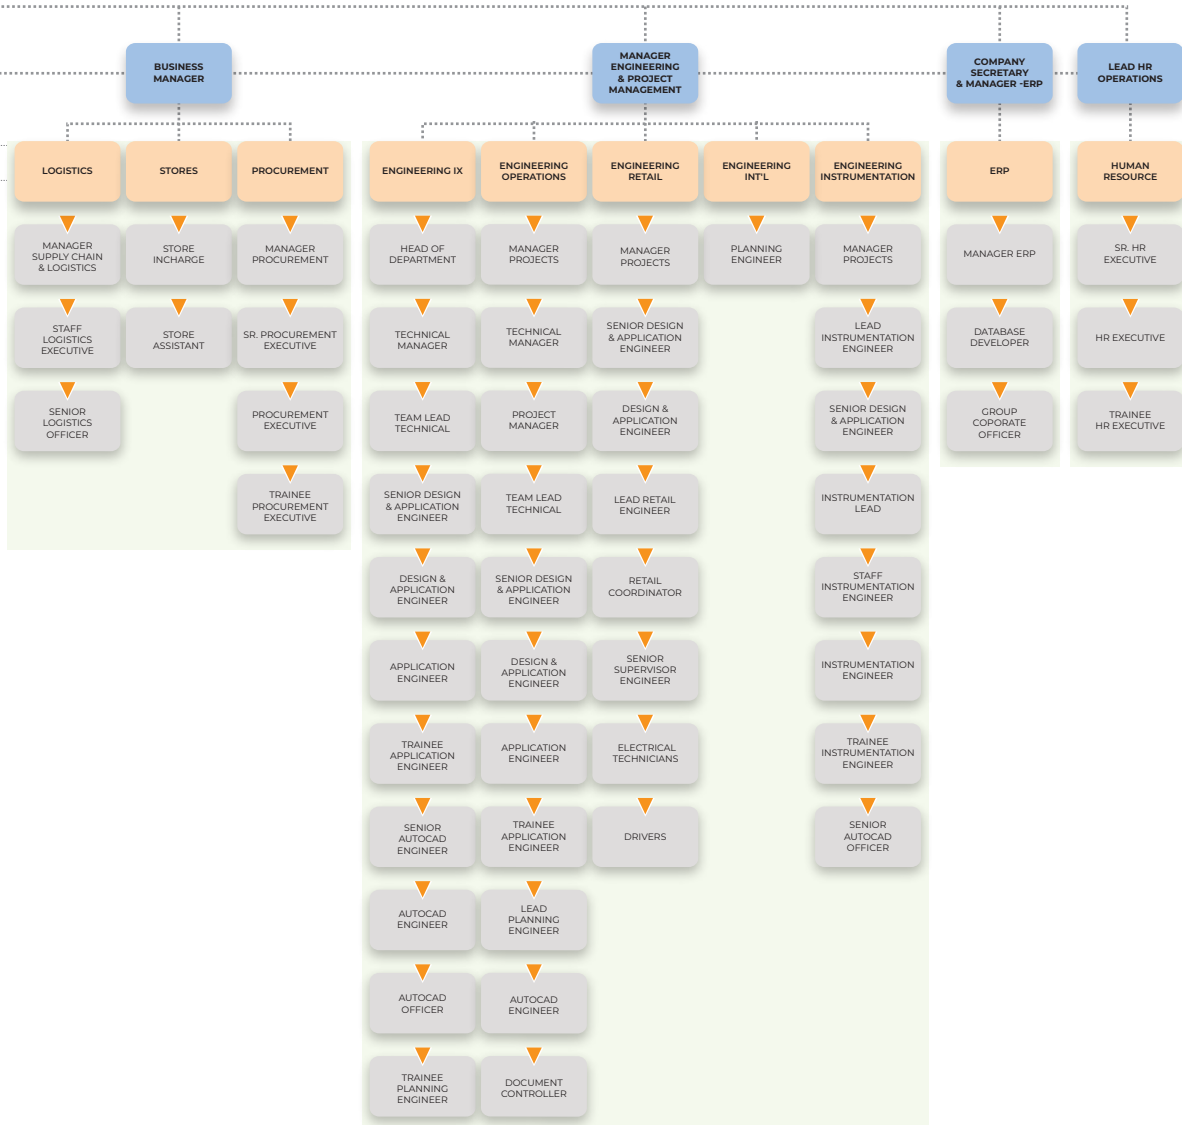 BUSINESS
MANAGER
MANAGER
ENGINEERING
& PROJECT
MANAGEMENT
COMPANY
SECRETARY
& MANAGER -ERP
LEAD HR
OPERATIONS
LOGISTICS
MANAGER
SUPPLY CHAIN
& LOGISTICS
STAFF
LOGISTICS
EXECUTIVE
SENIOR
LOGISTICS
OFFICER
STORES
STORE
INCHARGE
STORE
ASSISTANT
PROCUREMENT
MANAGER
PROCUREMENT
SR. PROCUREMENT
EXECUTIVE
PROCUREMENT
EXECUTIVE
TRAINEE
PROCUREMENT
EXECUTIVE
ENGINEERING IX
HEAD OF
DEPARTMENT
TECHNICAL
MANAGER
TEAM LEAD
TECHNICAL
SENIOR DESIGN
& APPLICATION
ENGINEER
DESIGN &
APPLICATION
ENGINEER
APPLICATION
ENGINEER
TRAINEE
APPLICATION
ENGINEER
SENIOR
AUTOCAD
ENGINEER
AUTOCAD
ENGINEER
AUTOCAD
OFFICER
TRAINEE
PLANNING
ENGINEER
ENGINEERING
OPERATIONS
MANAGER
PROJECTS
TECHNICAL
MANAGER
PROJECT
MANAGER
TEAM LEAD
TECHNICAL
SENIOR DESIGN
& APPLICATION
ENGINEER
DESIGN &
APPLICATION
ENGINEER
APPLICATION
ENGINEER
TRAINEE
APPLICATION
ENGINEER
LEAD
PLANNING
ENGINEER
AUTOCAD
ENGINEER
DOCUMENT
CONTROLLER
ENGINEERING
RETAIL
MANAGER
PROJECTS
SENIOR DESIGN
& APPLICATION
ENGINEER
DESIGN &
APPLICATION
ENGINEER
LEAD RETAIL
ENGINEER
RETAIL
COORDINATOR
SENIOR
SUPERVISOR
ENGINEER
ELECTRICAL
TECHNICIANS
DRIVERS
ENGINEERING
INT'L
PLANNING
ENGINEER
ENGINEERING
INSTRUMENTATION
MANAGER
PROJECTS
LEAD
INSTRUMENTATION
ENGINEER
SENIOR DESIGN
& APPLICATION
ENGINEER
INSTRUMENTATION
LEAD
STAFF
INSTRUMENTATION
ENGINEER
INSTRUMENTATION
ENGINEER
TRAINEE
INSTRUMENTATION
ENGINEER
SENIOR
AUTOCAD
OFFICER
ERP
MANAGER ERP
DATABASE
DEVELOPER
GROUP
COPORATE
OFFICER
HUMAN
RESOURCE
SR. HR
EXECUTIVE
HR EXECUTIVE
TRAINEE
HR EXECUTIVE